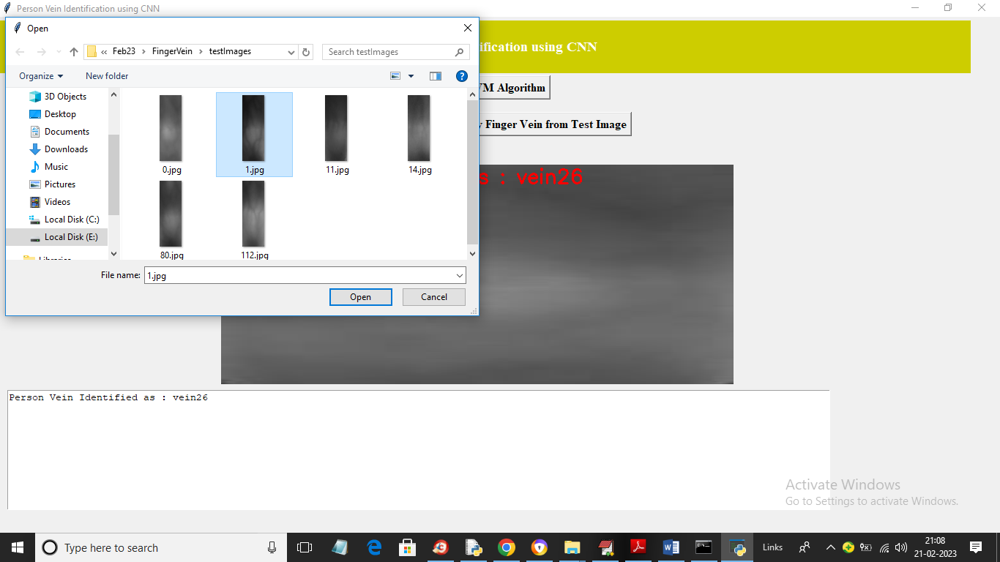 Person Vein Identification using CNN
Open
« Feb23 › FingerVein › testImages
Search testImages
ification using CNN
Organize
New folder
VM Algorithm
3D Objects
Desktop
Documents
Downloads
Music
Pictures
Videos
Local Disk (C:)
Local Disk (E:)
Libraries
0.jpg
1.jpg
11.jpg
14.jpg
80.jpg
112.jpg
y Finger Vein from Test Image
s : vein26
File name:
1.jpg
Open
Cancel
Person Vein Identified as : vein26
Activate Windows
Go to Settings to activate Windows.
Type here to search
Links
21:08
21-02-2023